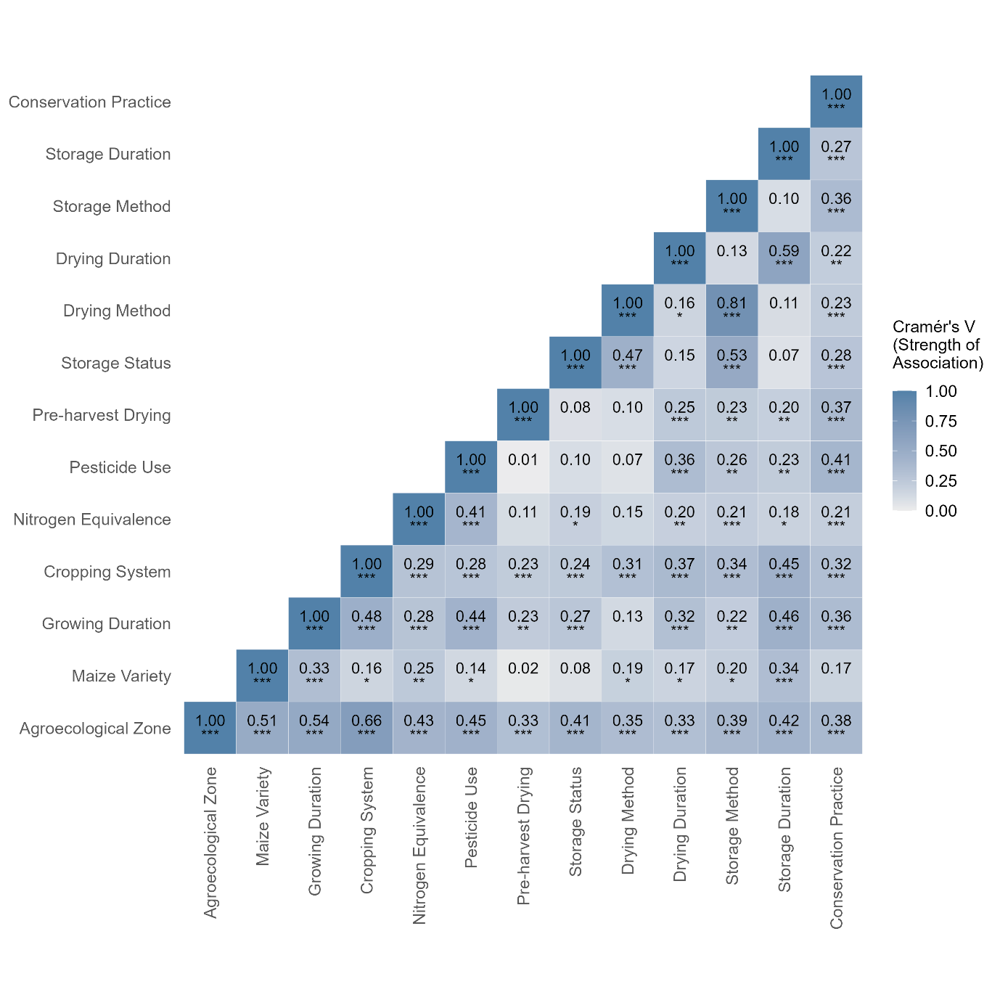 Conservation Practice 1.00
***
Storage Duration 1.00 0.27
*** ***
Storage Method 1.00 0.10 0.36
*** ***
Drying Duration 1.00 0.13 0.59 0.22
*** *** **
Drying Method 1.00 0.16 0.81 0.11 0.23
*** * *** ***
Storage Status 1.00 0.47 0.15 0.53 0.07 0.28
*** *** *** ***
Pre-harvest Drying 1.00 0.08 0.10 0.25 0.23 0.20 0.37
*** *** ** ** ***
Pesticide Use 1.00 0.01 0.10 0.07 0.36 0.26 0.23 0.41
*** *** ** ** ***
Nitrogen Equivalence 1.00 0.41 0.11 0.19 0.15 0.20 0.21 0.18 0.21
*** *** * ** *** * ***
Cropping System 1.00 0.29 0.28 0.23 0.24 0.31 0.37 0.34 0.45 0.32
*** *** *** *** *** *** *** *** *** ***
Growing Duration 1.00 0.48 0.28 0.44 0.23 0.27 0.13 0.32 0.22 0.46 0.36
*** *** *** *** ** *** *** ** *** ***
Maize Variety 1.00 0.33 0.16 0.25 0.14 0.02 0.08 0.19 0.17 0.20 0.34 0.17
*** *** * ** * * * * ***
Agroecological Zone 1.00 0.51 0.54 0.66 0.43 0.45 0.33 0.41 0.35 0.33 0.39 0.42 0.38
*** *** *** *** *** *** *** *** *** *** *** *** ***
Agroecological Zone
Maize Variety
Growing Duration
Cropping System
Nitrogen Equivalence
Pesticide Use
Pre-harvest Drying
Storage Status
Drying Method
Drying Duration
Storage Method
Storage Duration
Conservation Practice
Cramér's V
(Strength of
Association)
1.00
0.75
0.50
0.25
0.00